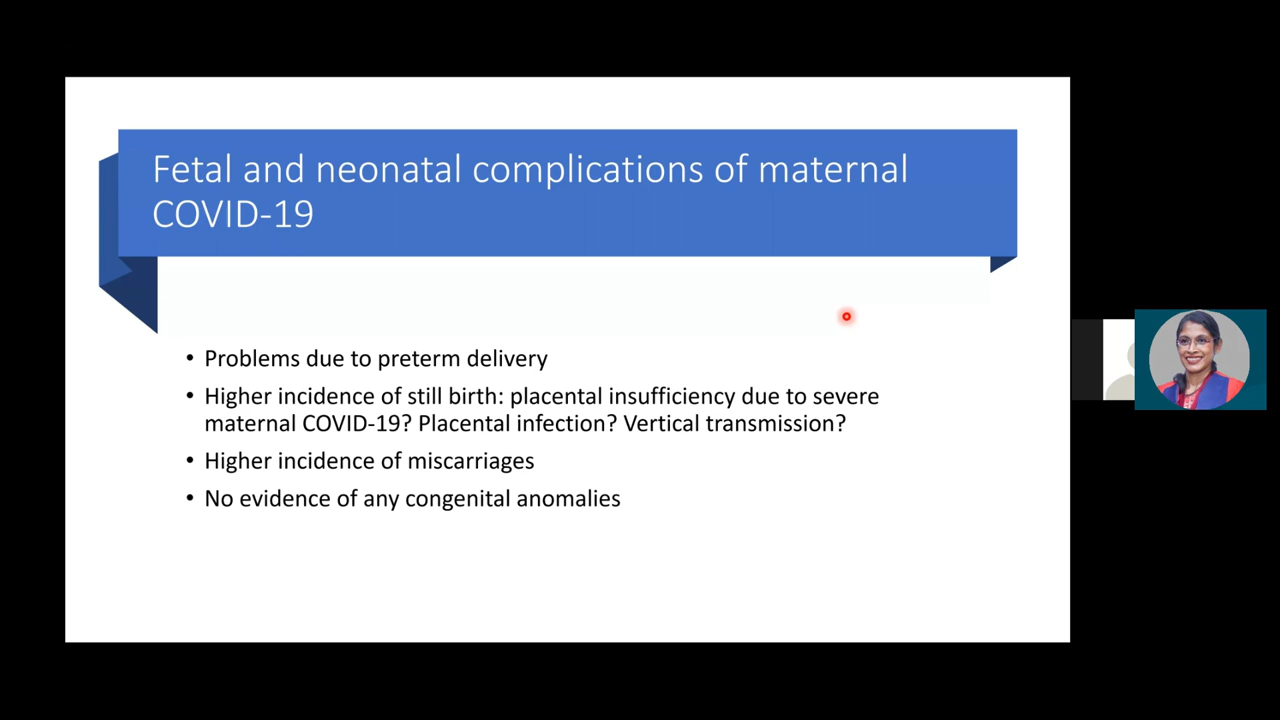 Fetal and neonatal complications of maternal
COVID-19
• Problems due to preterm delivery
• Higher incidence of still birth: placental insufficiency due to severe
maternal COVID-19? Placental infection? Vertical transmission?
• Higher incidence of miscarriages
• No evidence of any congenital anomalies